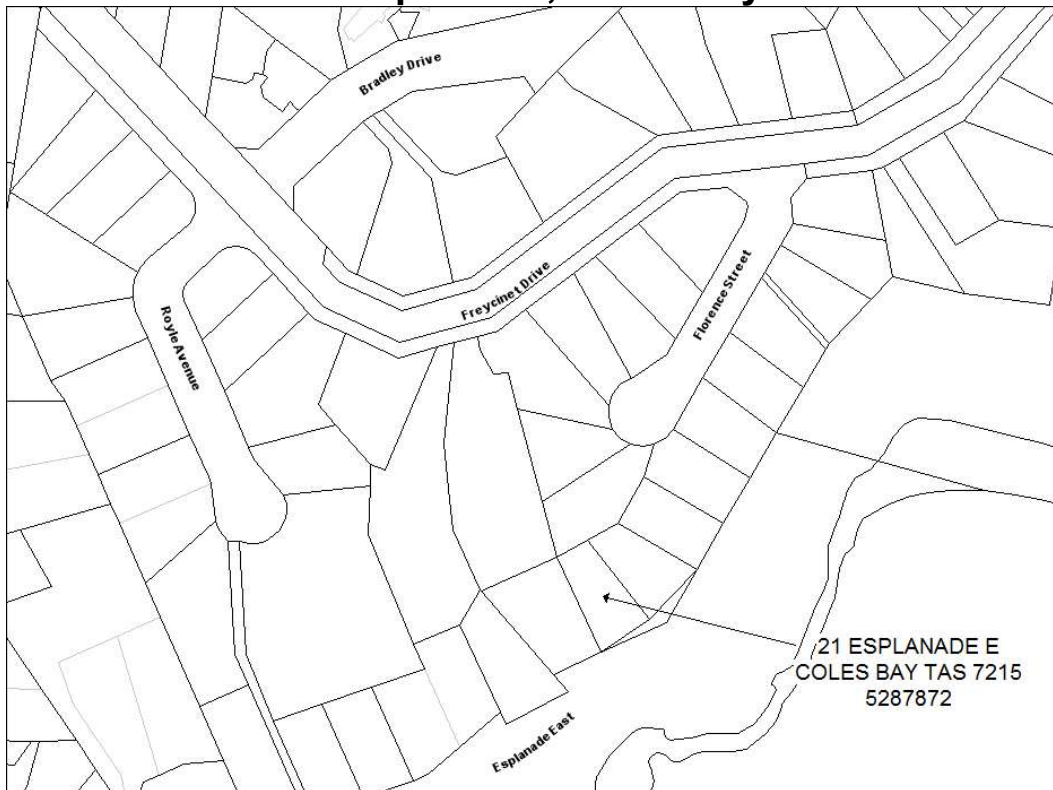 Bradley Drive
Freycinet Drive
Florence Street
Royle Avenue
21 ESPLANADE E
COLES BAY TAS 7215
5287872
Esplanade East